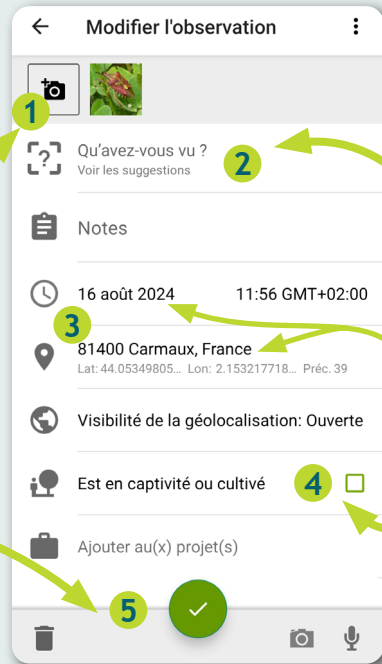 Modifier l'observation
1
[?] Qu'avez-vous vu ?
Voir les suggestions
2
Notes
3
16 août 2024 11:56 GMT+02:00
81400 Carmaux, France
Lat: 44.05349805… Lon: 2.153217718… Préc. 39
Visibilité de la géolocalisation: Ouverte
Est en captivité ou cultivé 4
Ajouter au(x) projet(s)
5